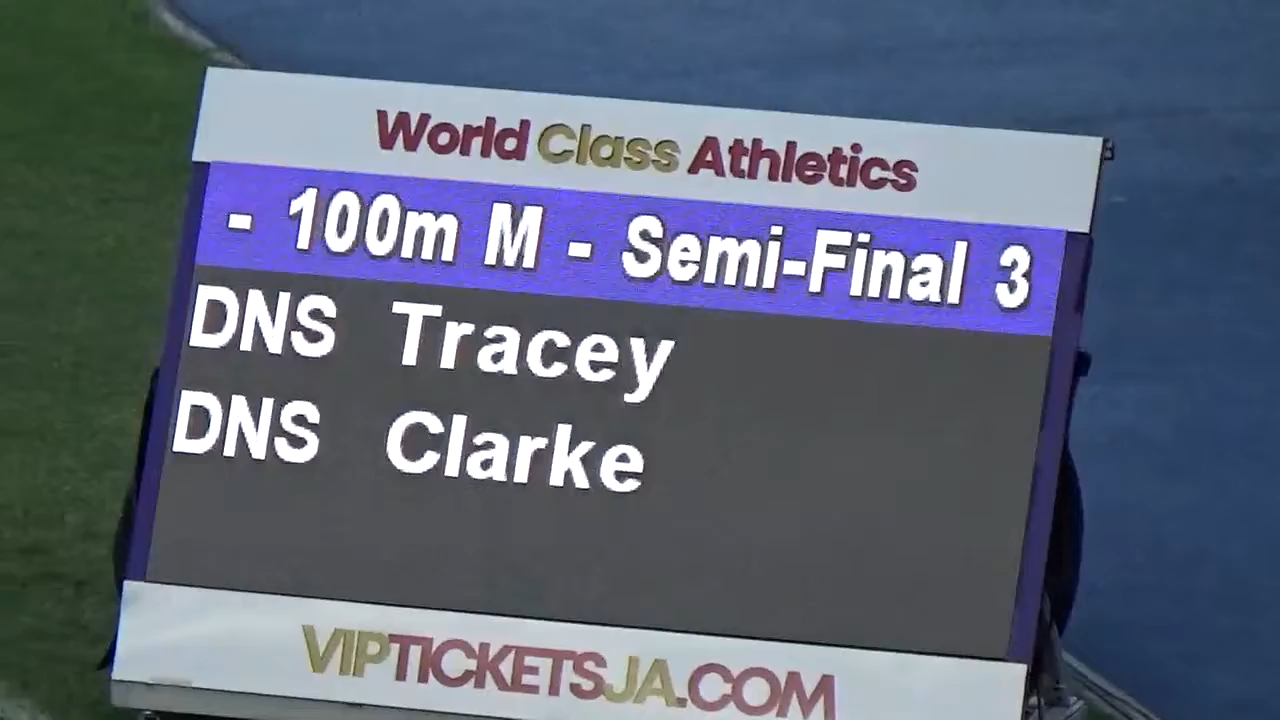 World Class Athletics
- 100m M - Semi-Final 3
DNS Tracey
DNS Clarke
VIPTICKETSJA.COM